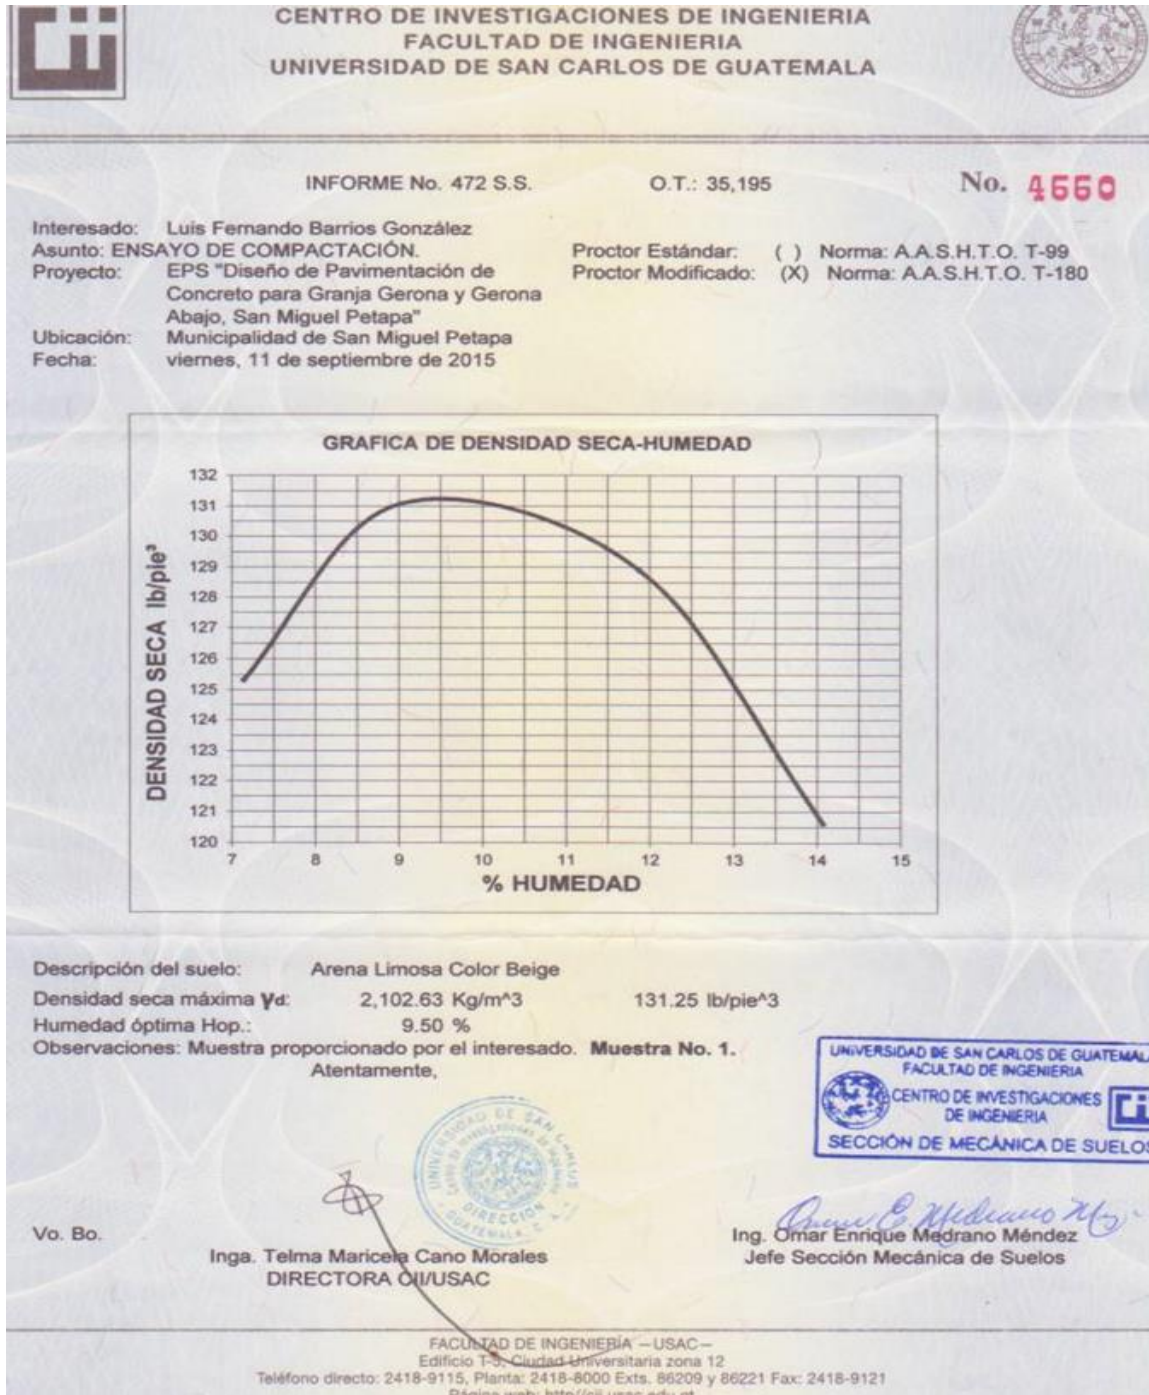 CENTRO DE INVESTIGACIONES DE INGENIERIA
FACULTAD DE INGENIERIA
UNIVERSIDAD DE SAN CARLOS DE GUATEMALA
INFORME No. 472 S.S. O.T.: 35,195 No. 4550
Interesado: Luis Fernando Barrios González
Asunto: ENSAYO DE COMPACTACIÓN. Proctor Estándar: ( ) Norma: A.A.S.H.T.O. T-99
Proyecto: EPS "Diseño de Pavimentación de Proctor Modificado: (X) Norma: A.A.S.H.T.O. T-180
Concreto para Granja Gerona y Gerona
Abajo, San Miguel Petapa"
Ubicación: Municipalidad de San Miguel Petapa
Fecha: viernes, 11 de septiembre de 2015
GRAFICA DE DENSIDAD SECA-HUMEDAD
DENSIDAD SECA lb/pie³
132
131
130
129
128
127
126
125
124
123
122
121
120
7 8 9 10 11 12 13 14 15
% HUMEDAD
Descripción del suelo: Arena Limosa Color Beige
Densidad seca máxima γd: 2,102.63 Kg/m^3 131.25 lb/pie^3
Humedad óptima Hop.: 9.50 %
Observaciones: Muestra proporcionado por el interesado. Muestra No. 1.
Atentamente,
UNIVERSIDAD DE SAN CARLOS DE GUATEMALA
FACULTAD DE INGENIERIA
CENTRO DE INVESTIGACIONES
DE INGENIERIA
SECCIÓN DE MECÁNICA DE SUELOS
DIRECCION
Vo. Bo.
Inga. Telma Maricela Cano Morales
DIRECTORA CII/USAC
Ing. Omar Enrique Medrano Méndez
Jefe Sección Mecánica de Suelos
FACULTAD DE INGENIERÍA —USAC—
Edificio T-5, Ciudad Universitaria zona 12
Teléfono directo: 2418-9115, Planta: 2418-8000 Exts. 86209 y 86221 Fax: 2418-9121